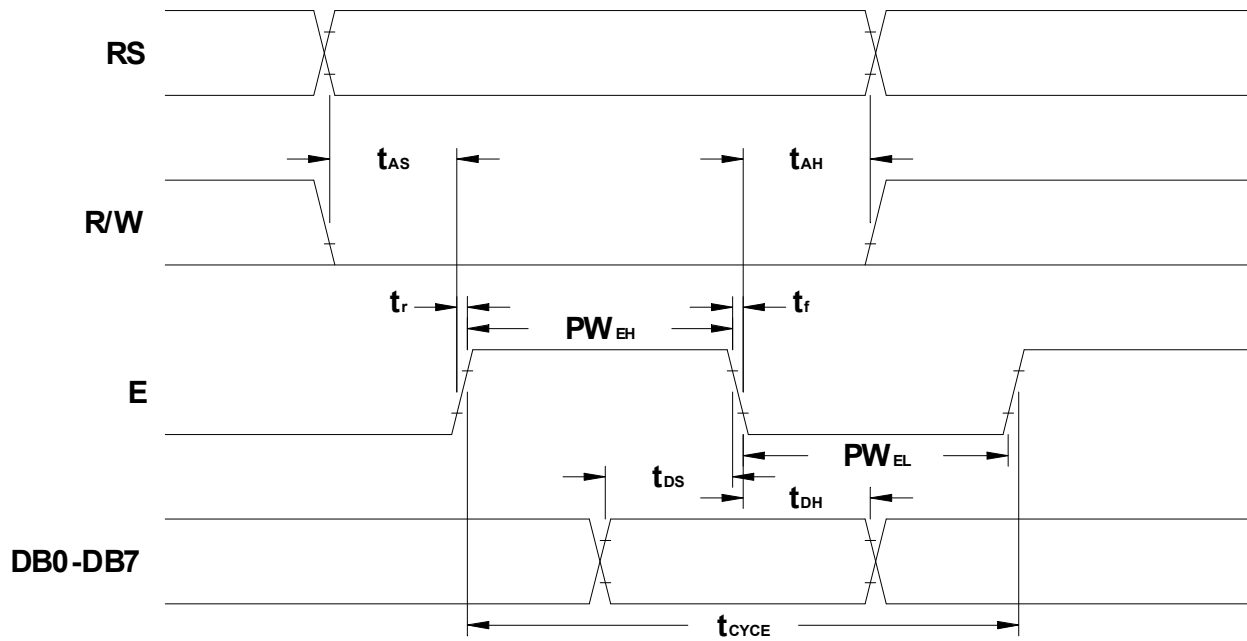 RS
tAS
tAH
R/W
tr
PWEH
tf
E
PWEL
tDS
tDH
DB0-DB7
tCYCE